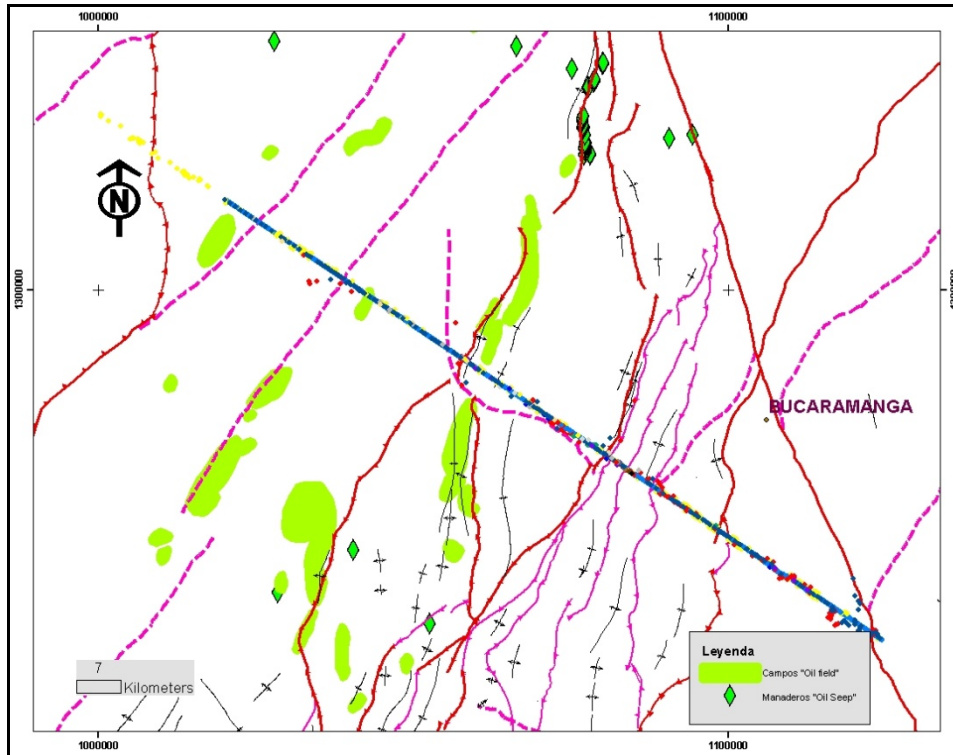 1000000 1100000
N
1300000
1300000
BUCARAMANGA
Leyenda
Campos "Oil field"
Manaderos "Oil Seep"
7
Kilometers
1000000 1100000